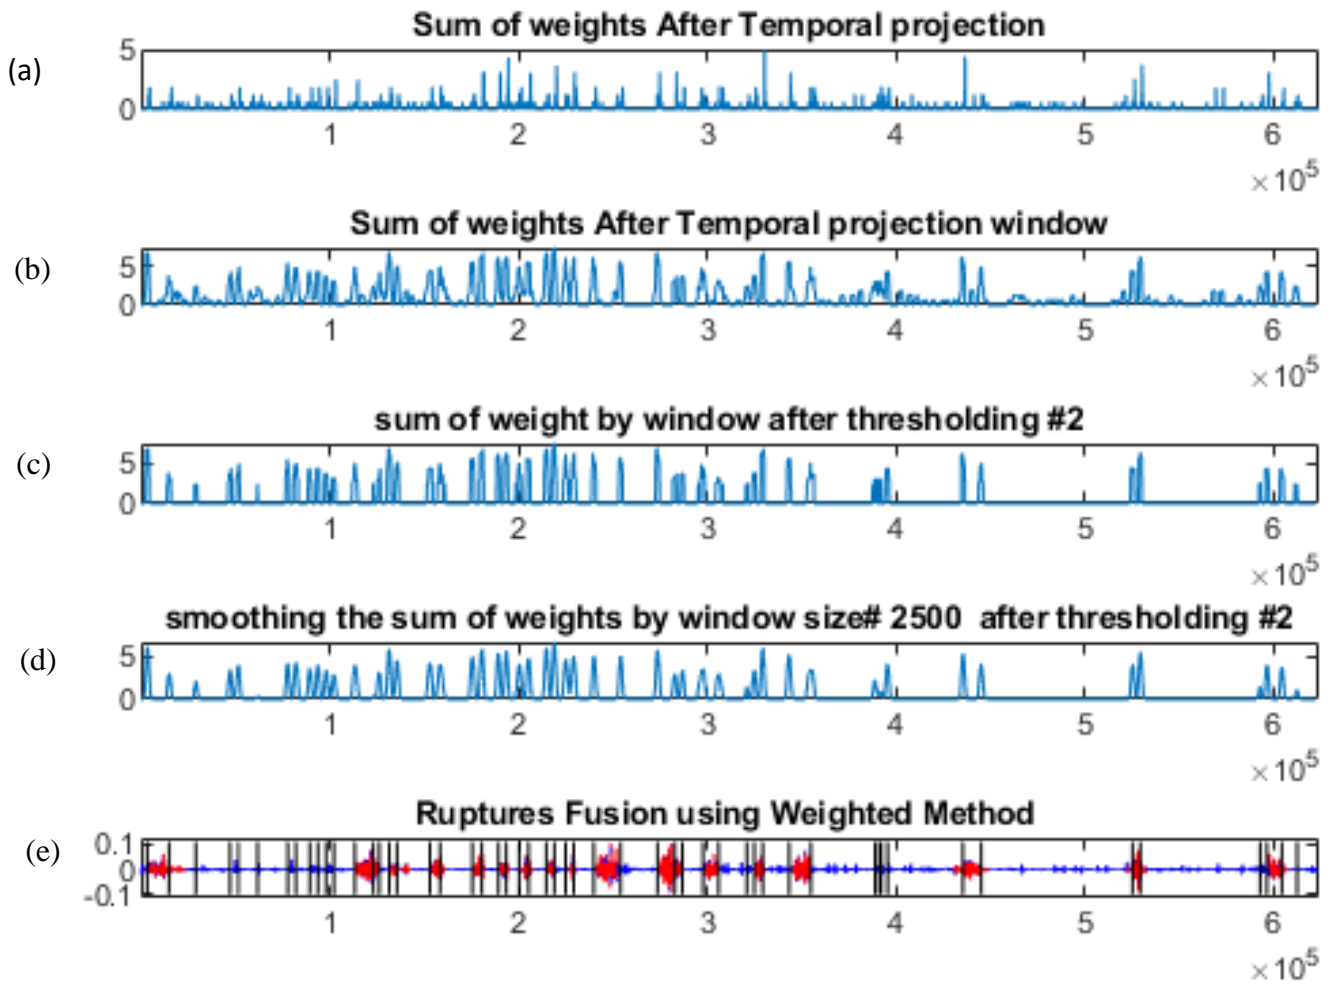 Sum of weights After Temporal projection
(a)
5
0
1 2 3 4 5 6
×10^5
Sum of weights After Temporal projection window
(b)
5
0
1 2 3 4 5 6
×10^5
sum of weight by window after thresholding #2
(c)
5
0
1 2 3 4 5 6
×10^5
smoothing the sum of weights by window size# 2500 after thresholding #2
(d)
5
0
1 2 3 4 5 6
×10^5
Ruptures Fusion using Weighted Method
(e)
0.1
0
-0.1
1 2 3 4 5 6
×10^5